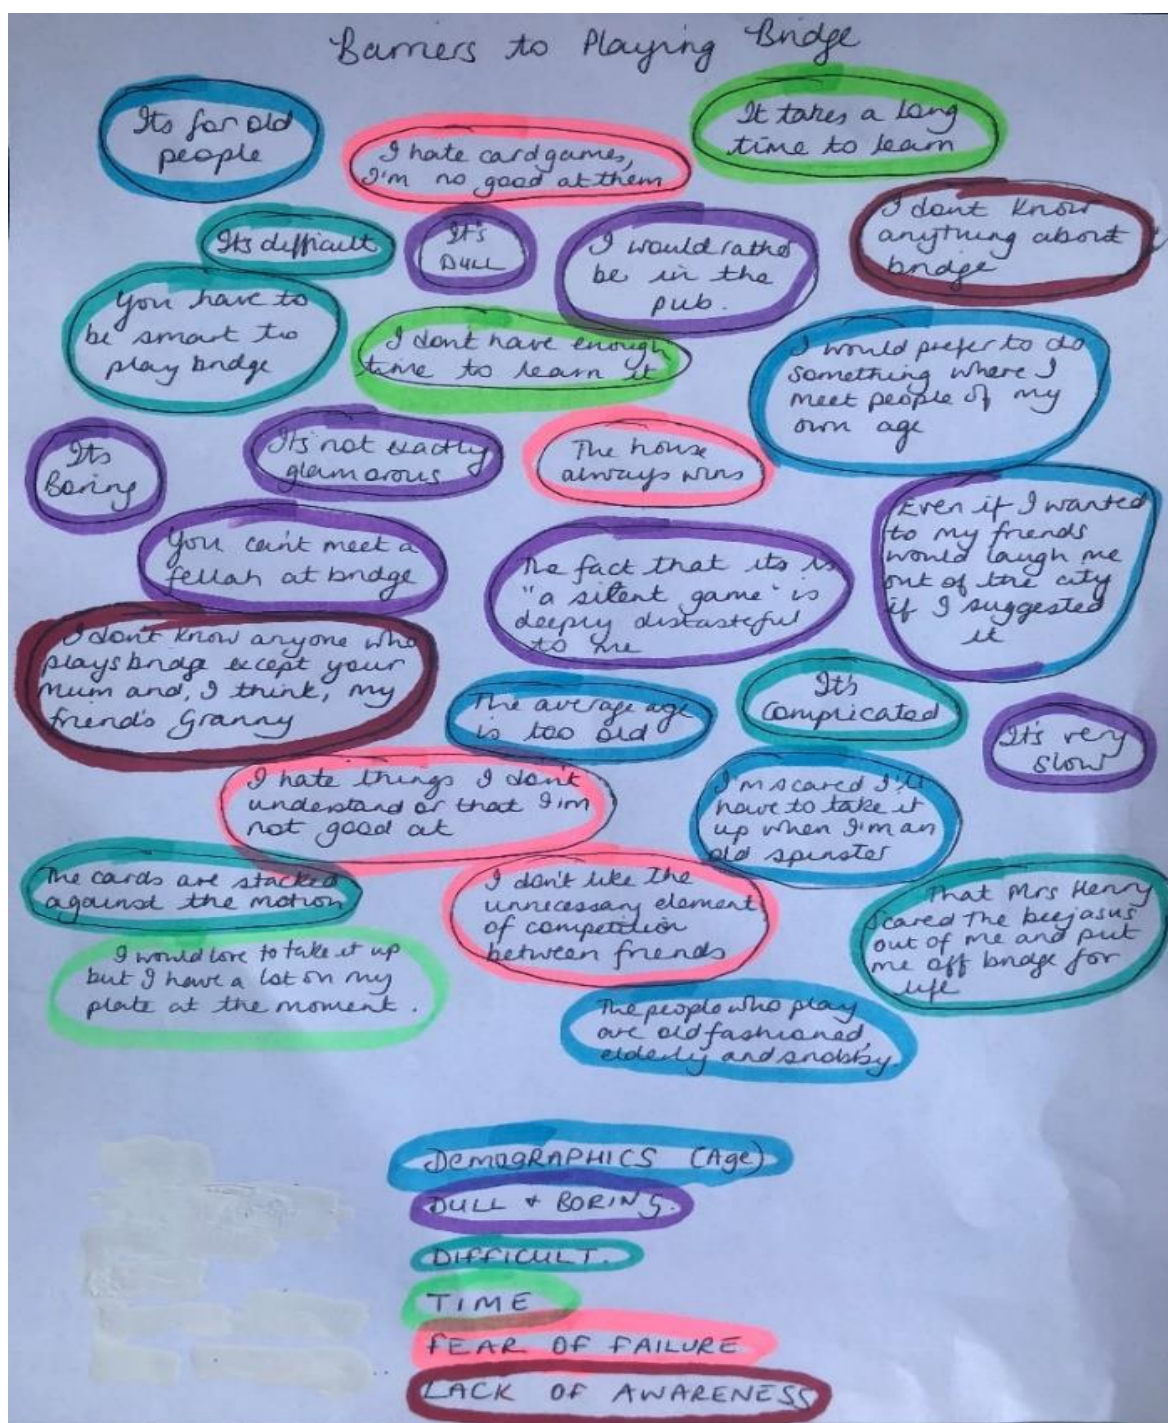 Barriers to Playing Bridge
Its for old
people
I hate cardgames,
I'm no good at them
It takes a long
time to learn
Its difficult
It's
DULL
I would rather
be in the
pub.
I dont know
anything about
bridge
You have to
be smart to
play bridge
I don't have enough
time to learn it
I would prefer to do
something where I
meet people of my
own age
Its
Boring
It's not exactly
glamorous
The house
always wins
Even if I wanted
to my friends
would laugh me
out of the city
if I suggested
it
You can't meet a
fellah at bridge
The fact that its is
"a silent game" is
deeply distasteful
to me
I don't know anyone who
plays bridge except your
mum and, I think, my
friend's Granny
The average age
is too old
It's
complicated
It's very
slow
I hate things I don't
understand or that I'm
not good at
I'm scared I'll
have to take it
up when I'm an
old spinster
The cards are stacked
against the motion
I don't like the
unnecessary element
of competition
between friends
That Mrs Henry
scared the beejasus
out of me and put
me off bridge for
life
I would love to take it up
but I have a lot on my
plate at the moment.
The people who play
are old fashioned,
elderly and snobby.
DEMOGRAPHICS (Age)
DULL + BORING.
DIFFICULT.
TIME
FEAR OF FAILURE
LACK OF AWARENESS